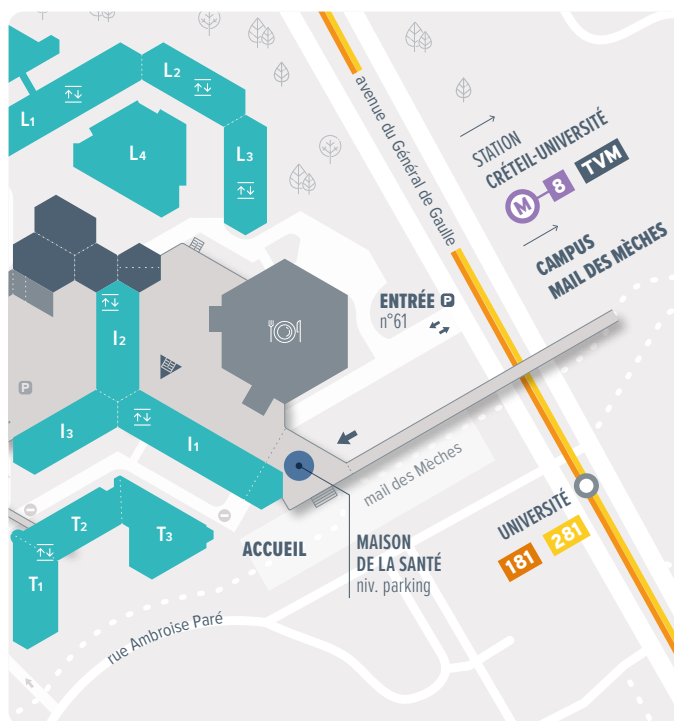 L2
L1
L4
L3
avenue du Général de Gaulle
STATION
CRÉTEIL-UNIVERSITÉ
M 8 TVM
CAMPUS
MAIL DES MÈCHES
ENTRÉE P
n°61
I2
P
I3
I1
mail des Mèches
T2
T3
T1
ACCUEIL
MAISON
DE LA SANTÉ
niv. parking
UNIVERSITÉ
181 281
rue Ambroise Paré